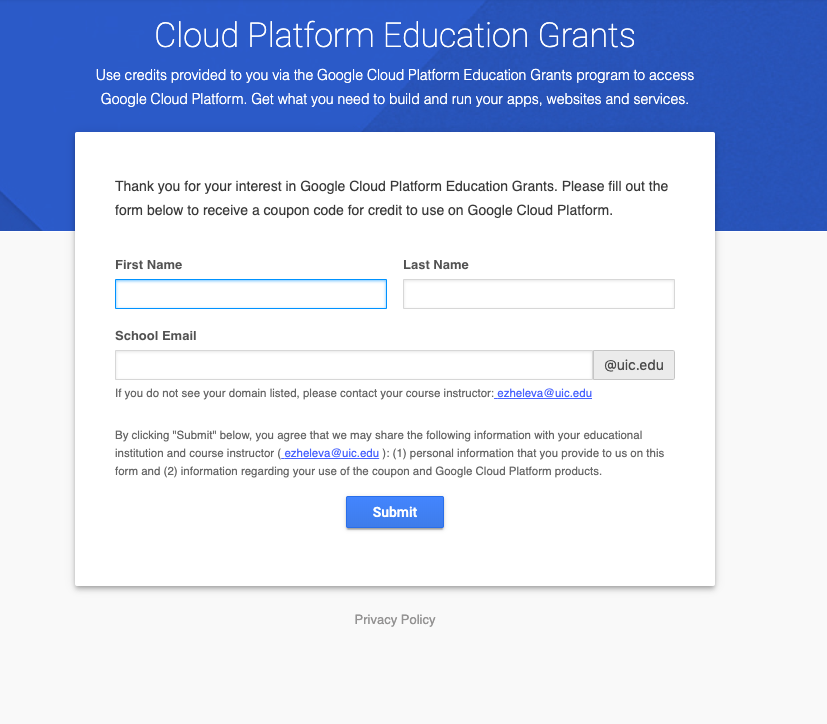 Cloud Platform Education Grants
Use credits provided to you via the Google Cloud Platform Education Grants program to access
Google Cloud Platform. Get what you need to build and run your apps, websites and services.
Thank you for your interest in Google Cloud Platform Education Grants. Please fill out the
form below to receive a coupon code for credit to use on Google Cloud Platform.
First Name
Last Name
School Email
@uic.edu
If you do not see your domain listed, please contact your course instructor: ezheleva@uic.edu
By clicking "Submit" below, you agree that we may share the following information with your educational
institution and course instructor ( ezheleva@uic.edu ): (1) personal information that you provide to us on this
form and (2) information regarding your use of the coupon and Google Cloud Platform products.
Submit
Privacy Policy